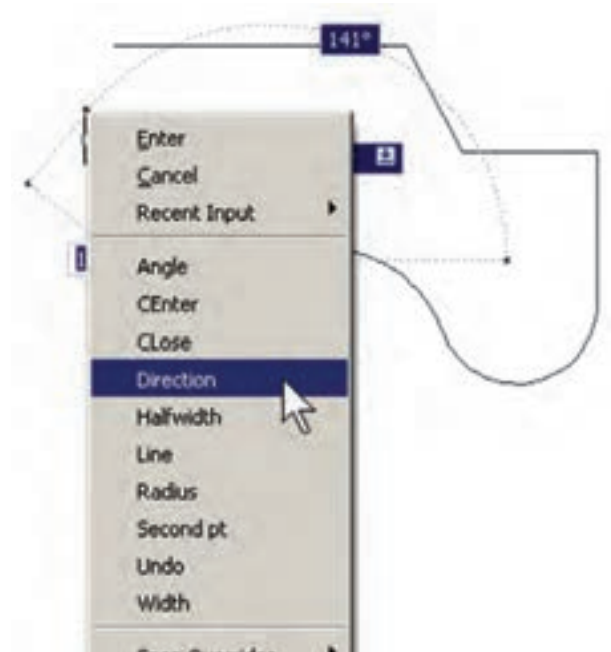 141°
Enter
Cancel
Recent Input
Angle
CEnter
CLose
Direction
Halfwidth
Line
Radius
Second pt
Undo
Width